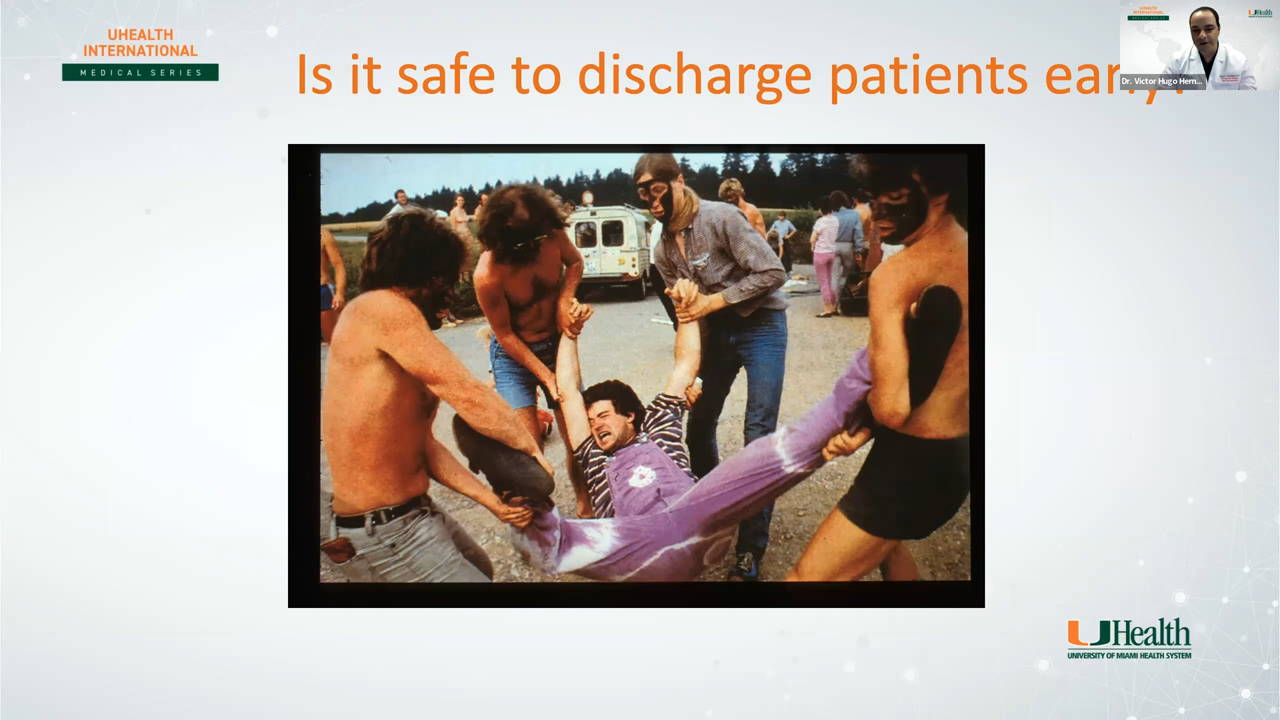 UHEALTH
INTERNATIONAL
MEDICAL SERIES
Is it safe to discharge patients
Dr. Victor Hugo Hern...
UHealth
UHealth
UNIVERSITY OF MIAMI HEALTH SYSTEM